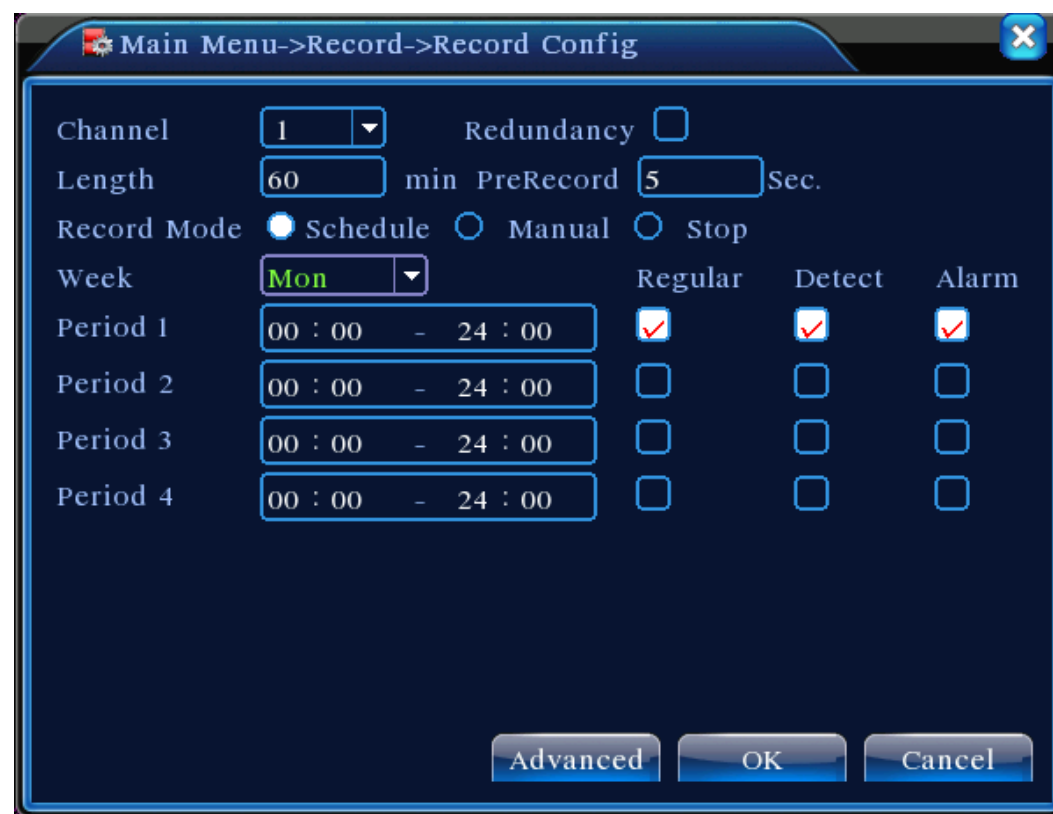 Main Menu->Record->Record Config
Channel 1 Redundancy
Length 60 min PreRecord 5 Sec.
Record Mode Schedule Manual Stop
Week Mon Regular Detect Alarm
Period 1 00 : 00 - 24 : 00
Period 2 00 : 00 - 24 : 00
Period 3 00 : 00 - 24 : 00
Period 4 00 : 00 - 24 : 00
Advanced OK Cancel